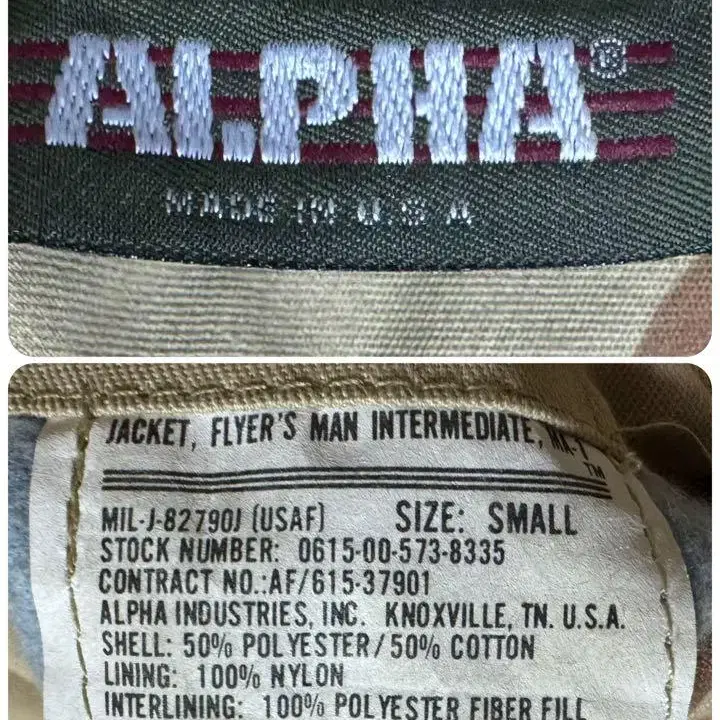 ALPHA®
MADE IN U.S.A
JACKET, FLYER'S MAN INTERMEDIATE, MA-1
TM
MIL-J-82790J (USAF) SIZE: SMALL
STOCK NUMBER: 0615-00-573-8335
CONTRACT NO.:AF/615-37901
ALPHA INDUSTRIES, INC. KNOXVILLE, TN. U.S.A.
SHELL: 50% POLYESTER/50% COTTON
LINING: 100% NYLON
INTERLINING: 100% POLYESTER FIBER FILL